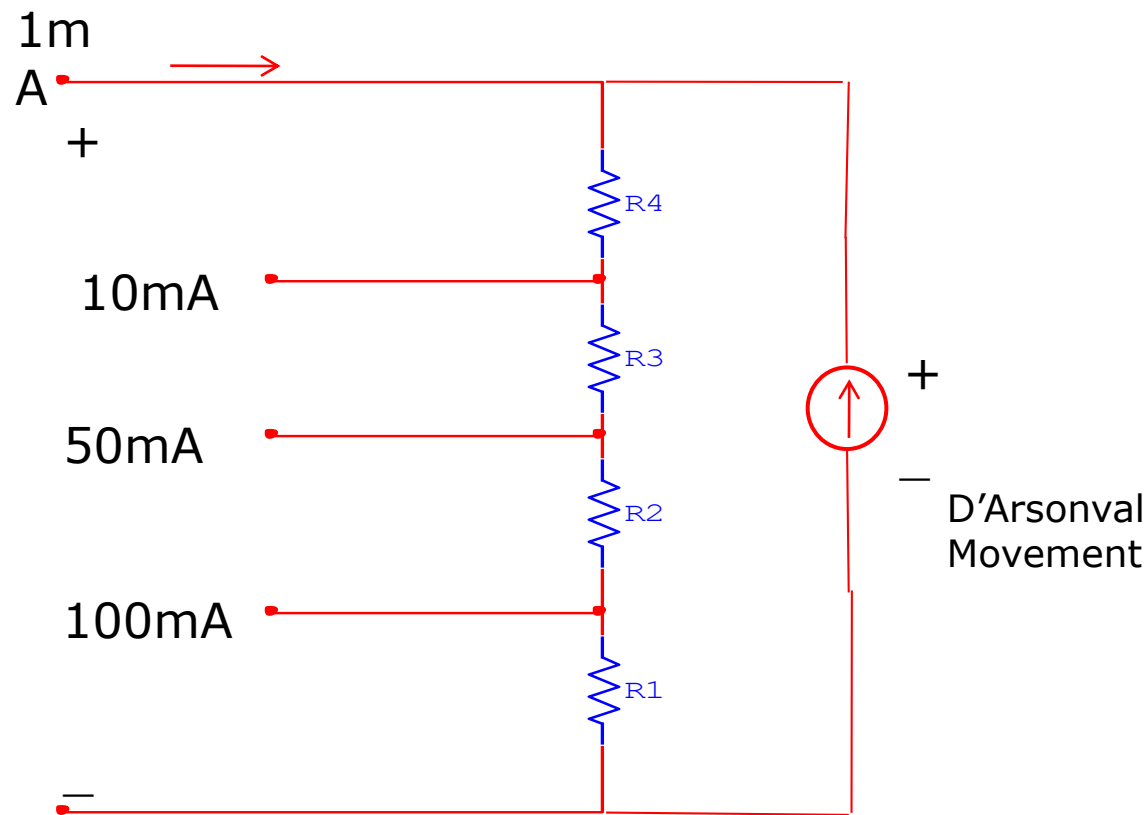 1m
A
+
R4
10mA
R3
+
50mA
−
R2
D'Arsonval
Movement
100mA
R1
−